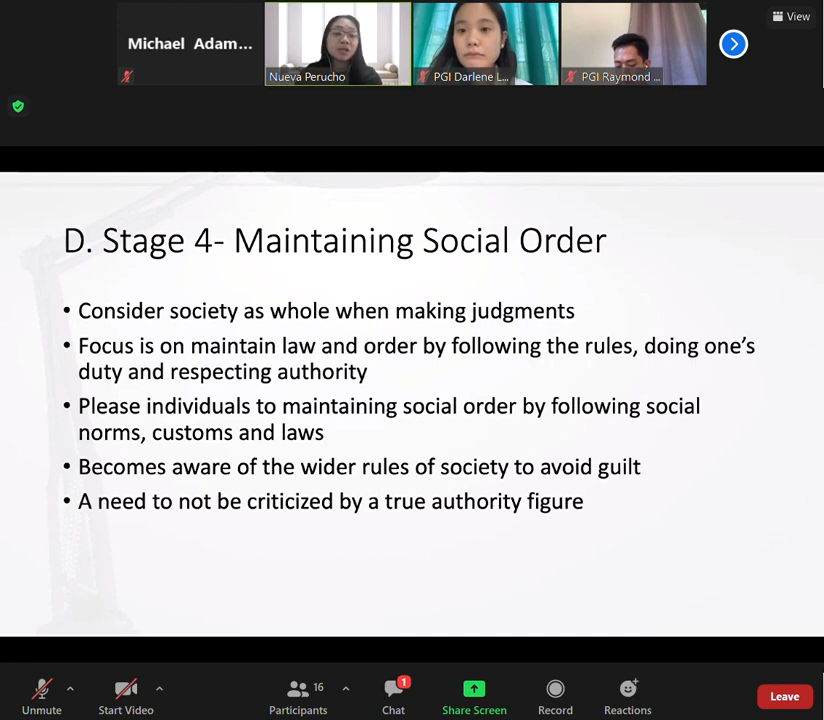 View
Michael Adam...
Nueva Perucho
PGI Darlene L...
PGI Raymond ...
D. Stage 4- Maintaining Social Order
• Consider society as whole when making judgments
• Focus is on maintain law and order by following the rules, doing one’s
duty and respecting authority
• Please individuals to maintaining social order by following social
norms, customs and laws
• Becomes aware of the wider rules of society to avoid guilt
• A need to not be criticized by a true authority figure
16
1
Unmute
Start Video
Participants
Chat
Share Screen
Record
Reactions
Leave